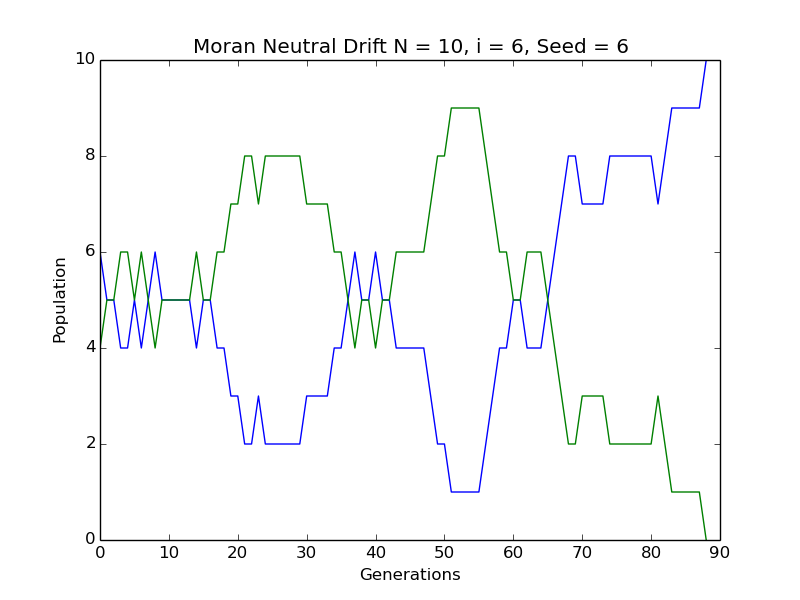 Moran Neutral Drift N = 10, i = 6, Seed = 6
10
8
6
4
2
0
Population
0 10 20 30 40 50 60 70 80 90
Generations